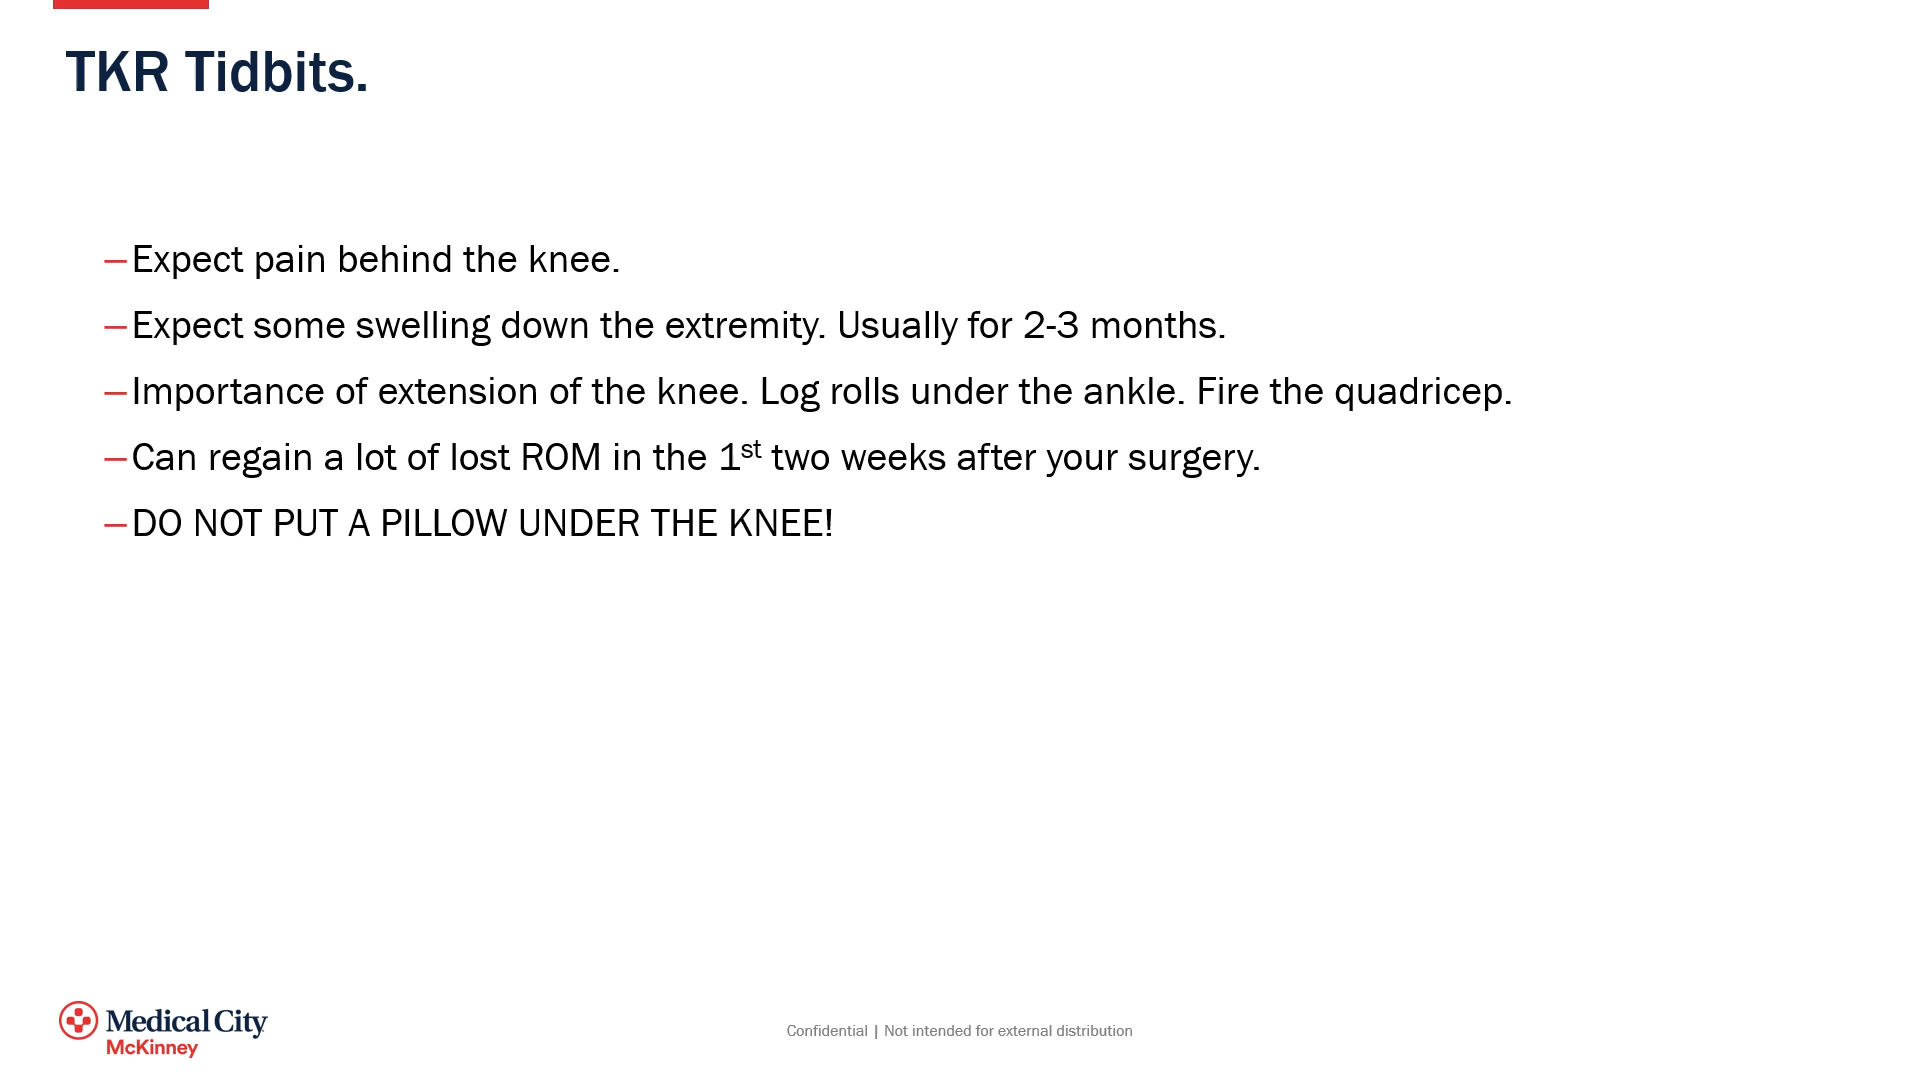 TKR Tidbits.
–Expect pain behind the knee.
–Expect some swelling down the extremity. Usually for 2-3 months.
–Importance of extension of the knee. Log rolls under the ankle. Fire the quadricep.
–Can regain a lot of lost ROM in the 1st two weeks after your surgery.
–DO NOT PUT A PILLOW UNDER THE KNEE!
Medical City
McKinney
Confidential | Not intended for external distribution